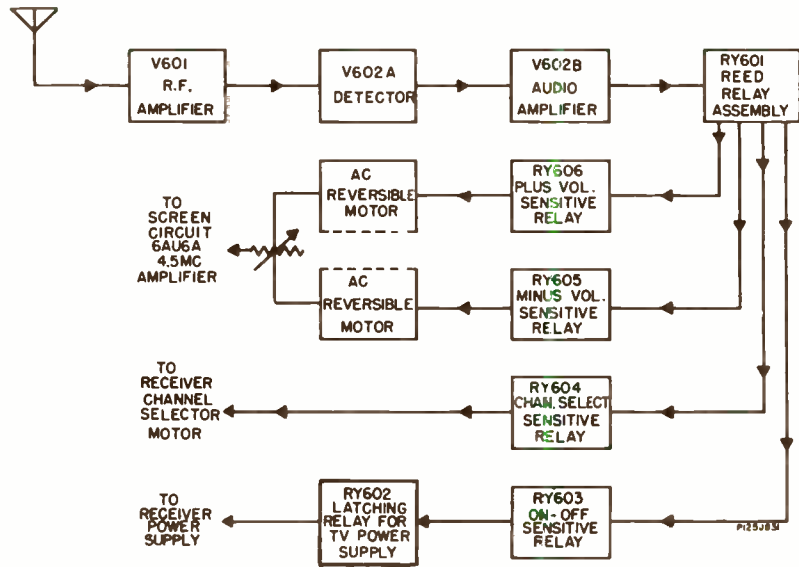 V601
R.F.
AMPLIFIER
V602A
DETECTOR
V602B
AUDIO
AMPLIFIER
RY601
REED
RELAY
ASSEMBLY
TO
SCREEN
CIRCUIT
6AU6A
4.5MC
AMPLIFIER
AC
REVERSIBLE
MOTOR
RY606
PLUS VOL.
SENSITIVE
RELAY
AC
REVERSIBLE
MOTOR
RY605
MINUS VOL.
SENSITIVE
RELAY
TO
RECEIVER
CHANNEL
SELECTOR
MOTOR
RY604
CHAN. SELECT
SENSITIVE
RELAY
TO
RECEIVER
POWER
SUPPLY
RY602
LATCHING
RELAY FOR
TV POWER
SUPPLY
RY603
ON-OFF
SENSITIVE
RELAY
P125J831